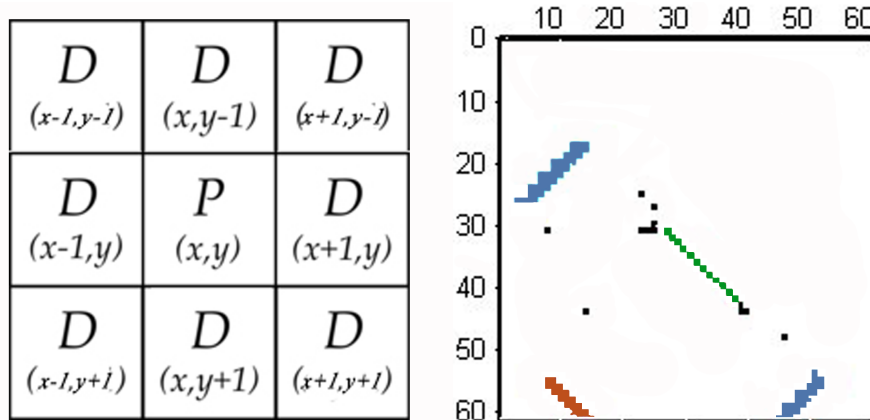 D D D
(x-1,y-1) (x,y-1) (x+1,y-1)
D P D
(x-1,y) (x,y) (x+1,y)
D D D
(x-1,y+1) (x,y+1) (x+1,y+1)
10 20 30 40 50 60
0
10
20
30
40
50
60